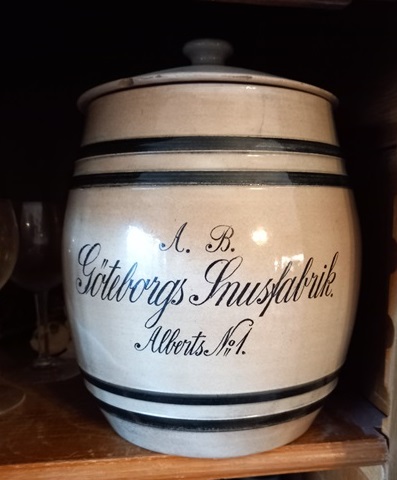 A. B.
Göteborgs Snusfabrik.
Alberts No 1.